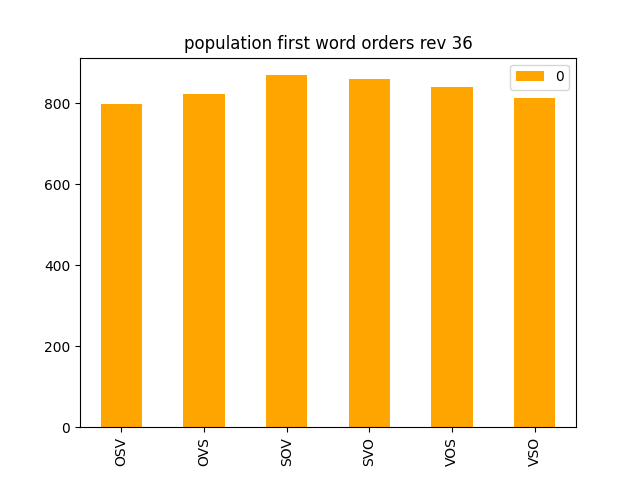 population first word orders rev 36
0
800
600
400
200
0
OSV
OVS
SOV
SVO
VOS
VSO